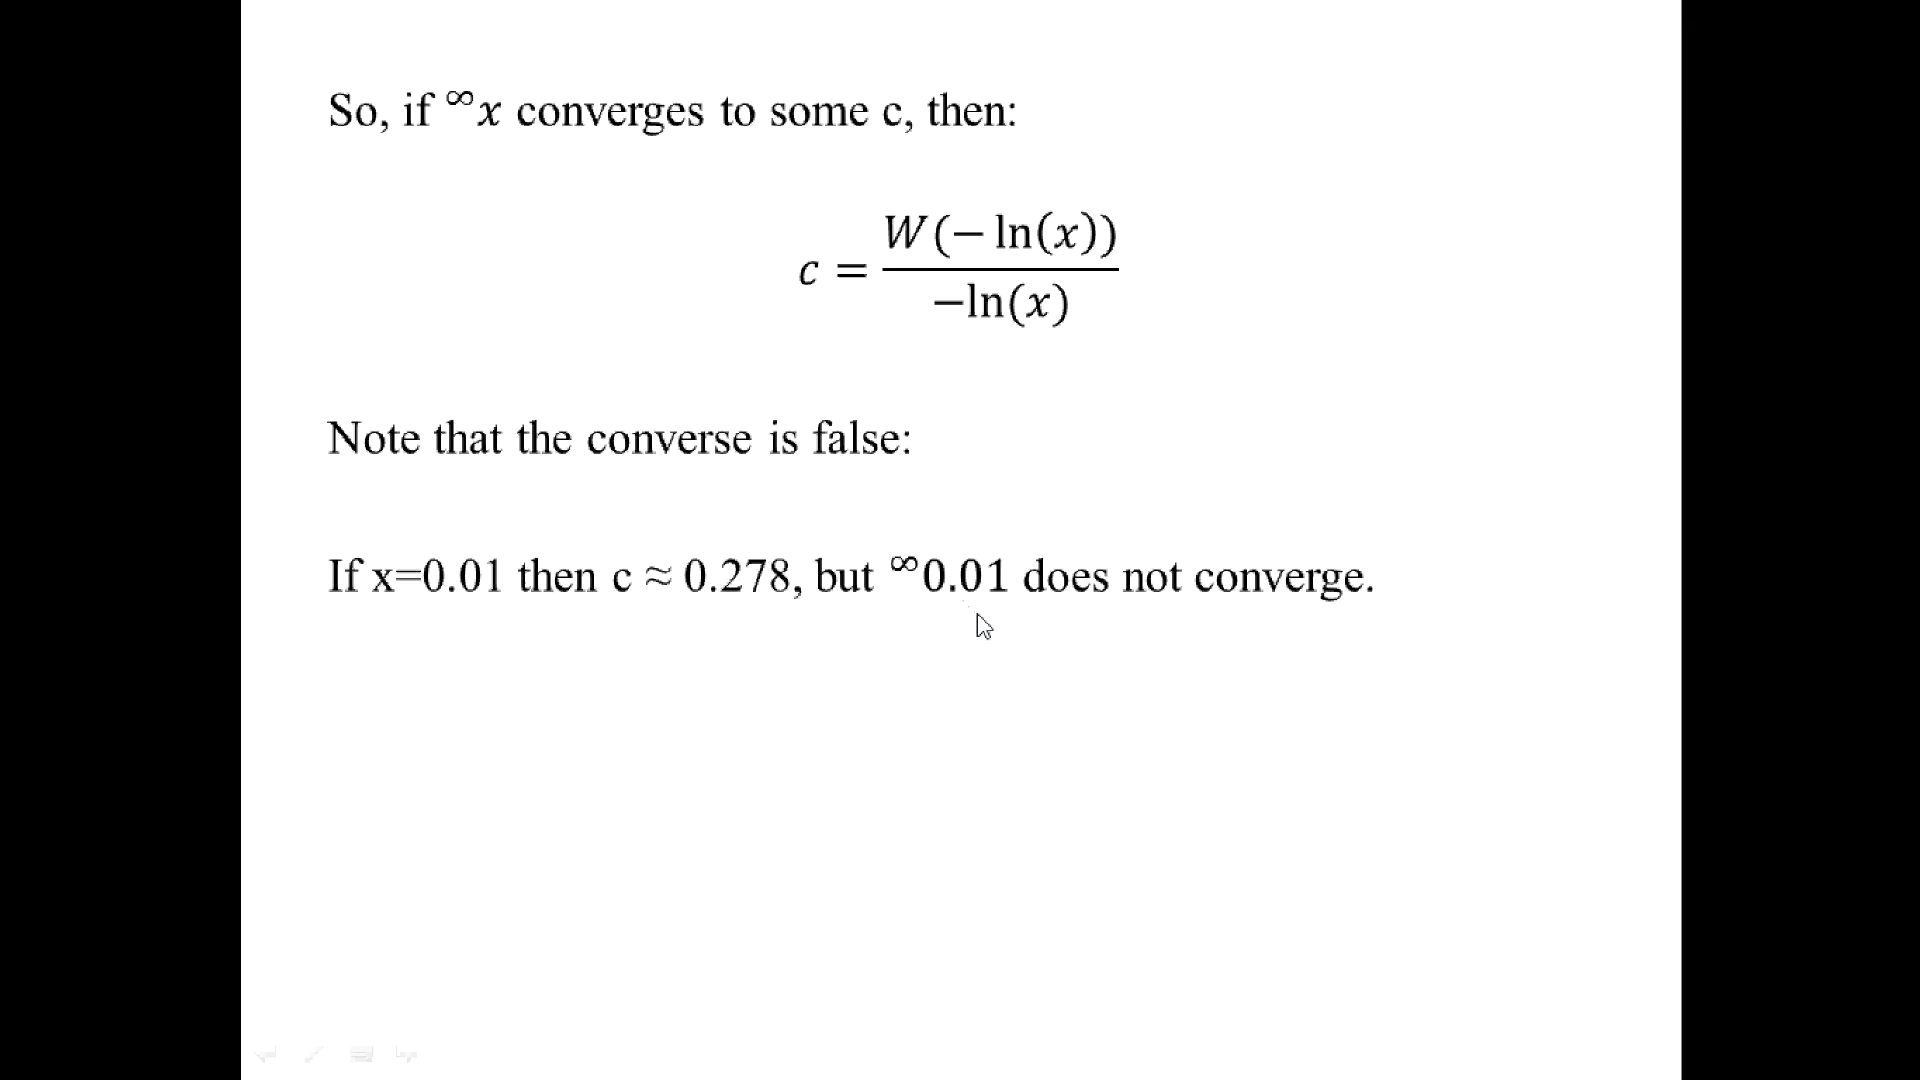 So, if ∞x converges to some c, then:
c = W(− ln(x)) / −ln(x)
Note that the converse is false:
If x=0.01 then c ≈ 0.278, but ∞0.01 does not converge.